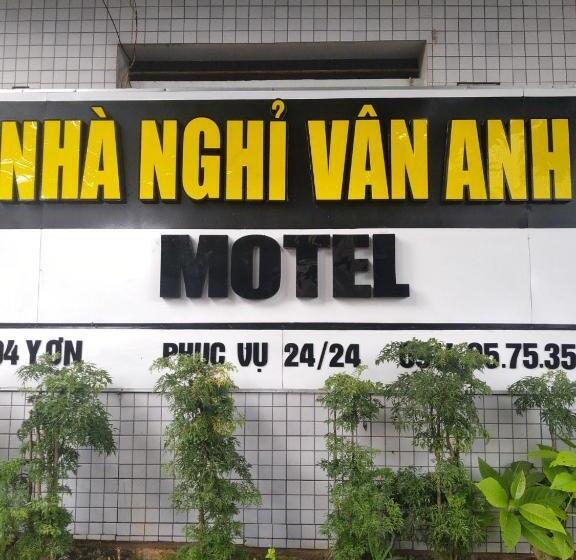 NHÀ NGHỈ VÂN ANH
MOTEL
PHỤC VỤ 24/24